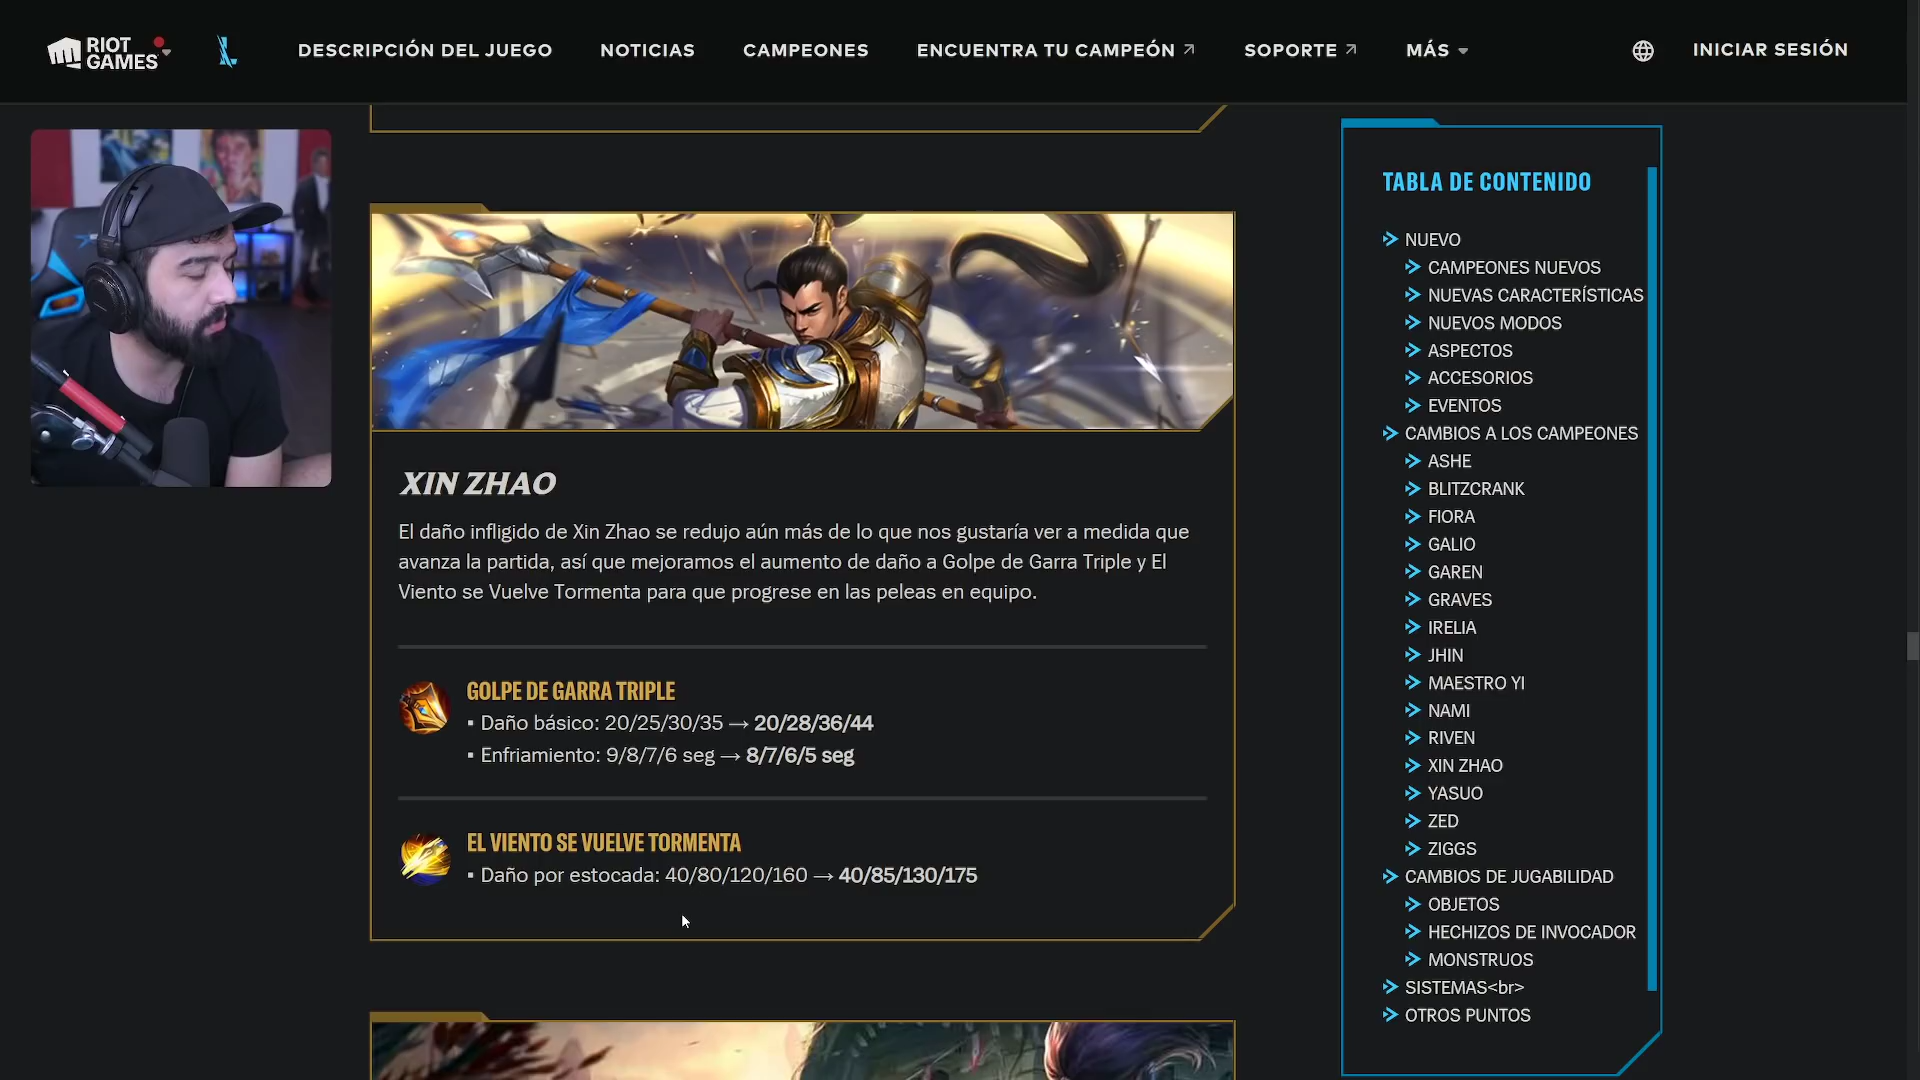 RIOT GAMES
DESCRIPCIÓN DEL JUEGO
NOTICIAS
CAMPEONES
ENCUENTRA TU CAMPEÓN
SOPORTE
MÁS
INICIAR SESIÓN
XIN ZHAO
El daño infligido de Xin Zhao se redujo aún más de lo que nos gustaría ver a medida que
avanza la partida, así que mejoramos el aumento de daño a Golpe de Garra Triple y El
Viento se Vuelve Tormenta para que progrese en las peleas en equipo.
GOLPE DE GARRA TRIPLE
▪ Daño básico: 20/25/30/35 → 20/28/36/44
▪ Enfriamiento: 9/8/7/6 seg → 8/7/6/5 seg
EL VIENTO SE VUELVE TORMENTA
▪ Daño por estocada: 40/80/120/160 → 40/85/130/175
TABLA DE CONTENIDO
NUEVO
CAMPEONES NUEVOS
NUEVAS CARACTERÍSTICAS
NUEVOS MODOS
ASPECTOS
ACCESORIOS
EVENTOS
CAMBIOS A LOS CAMPEONES
ASHE
BLITZCRANK
FIORA
GALIO
GAREN
GRAVES
IRELIA
JHIN
MAESTRO YI
NAMI
RIVEN
XIN ZHAO
YASUO
ZED
ZIGGS
CAMBIOS DE JUGABILIDAD
OBJETOS
HECHIZOS DE INVOCADOR
MONSTRUOS
SISTEMAS<br>
OTROS PUNTOS